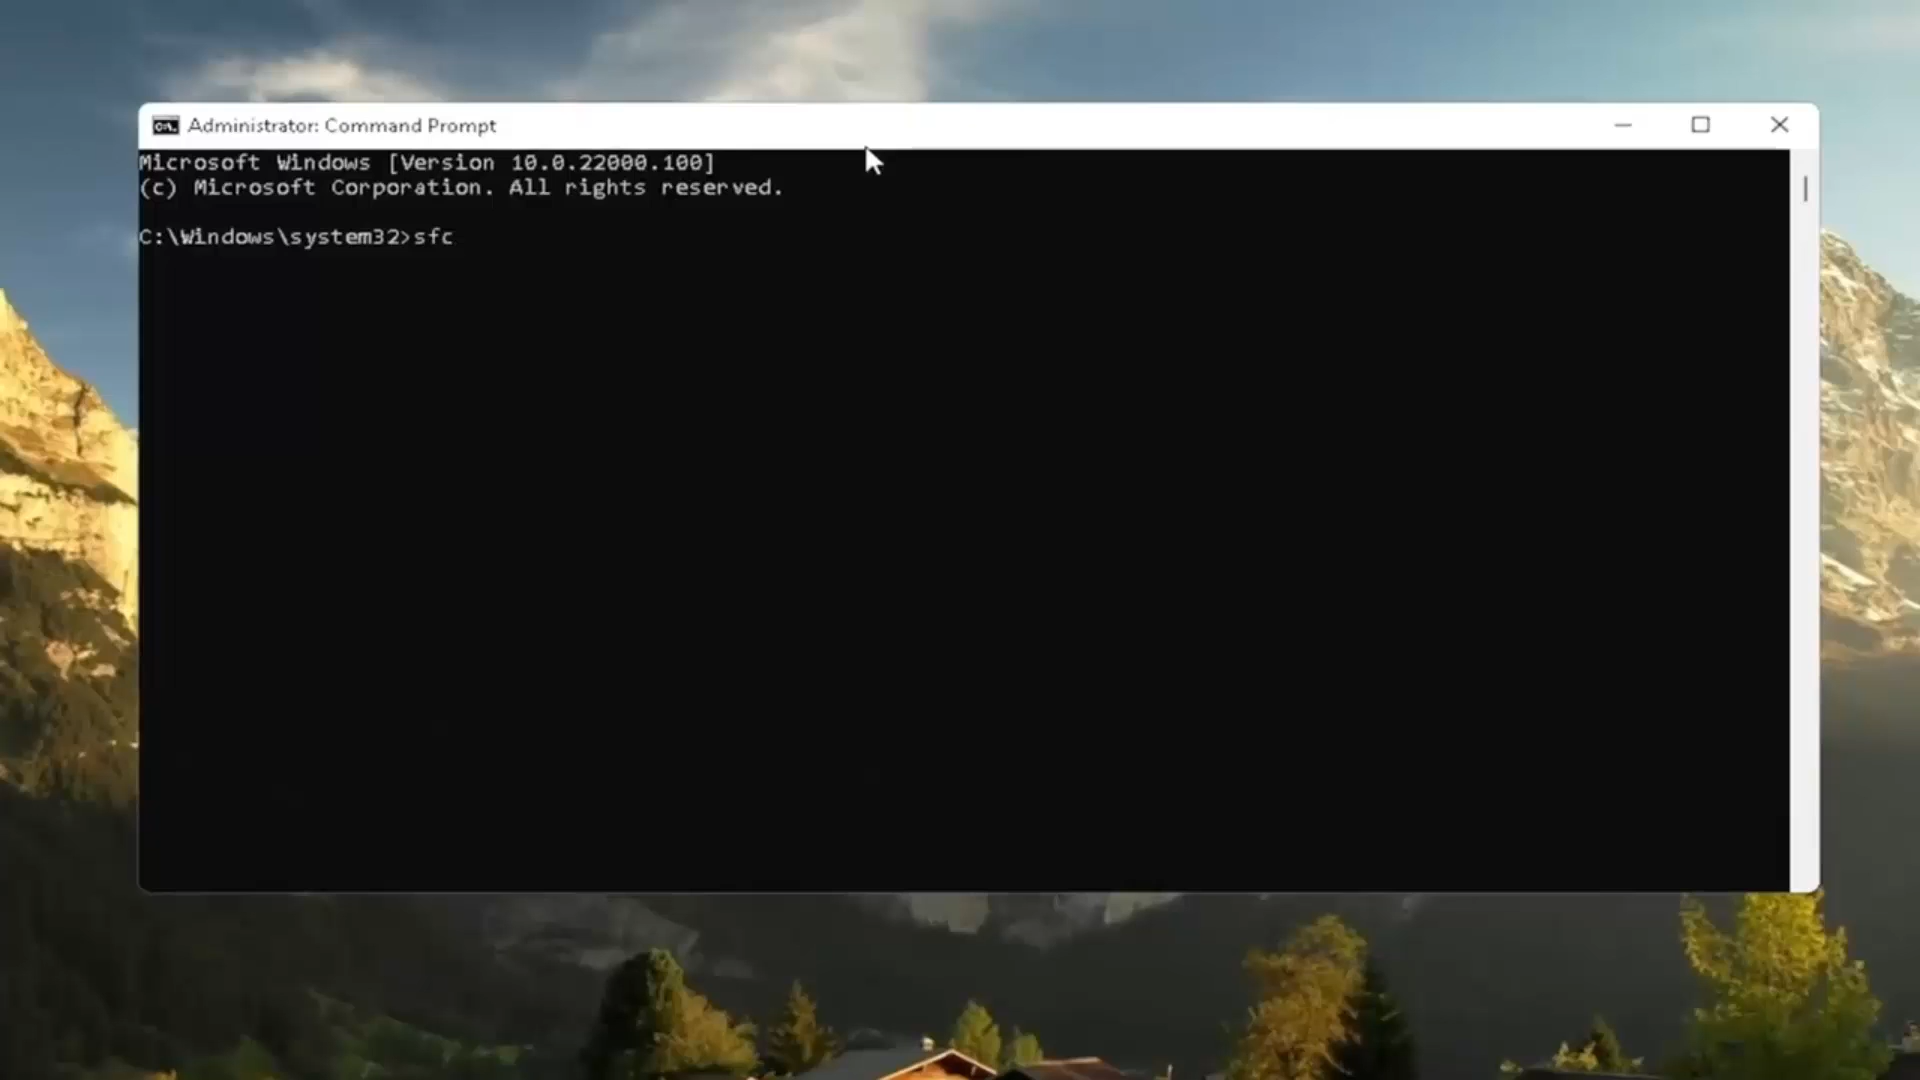 Administrator: Command Prompt
Microsoft Windows [Version 10.0.22000.100]
(c) Microsoft Corporation. All rights reserved.
C:\Windows\system32>sfc